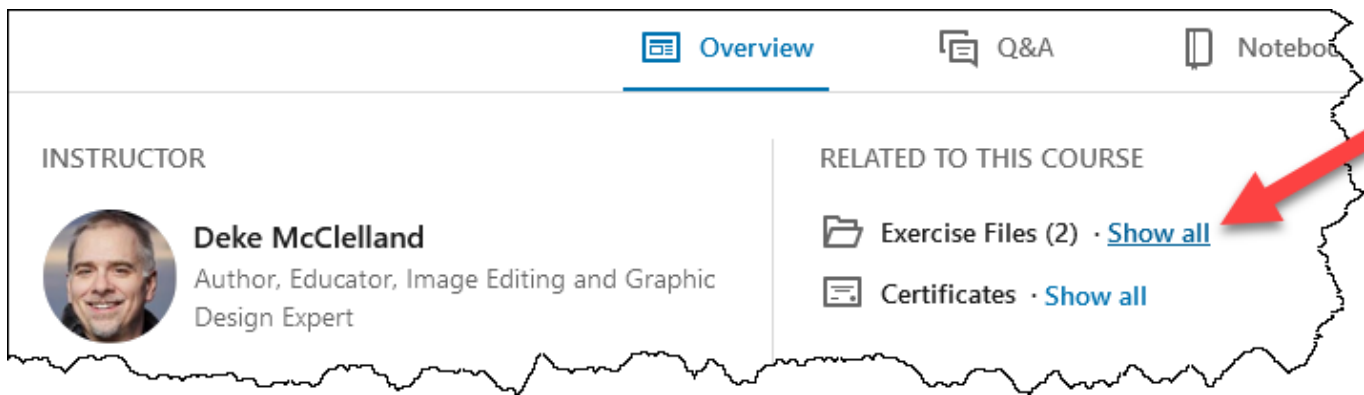 Overview
Q&A
INSTRUCTOR
Deke McClelland
Author, Educator, Image Editing and Graphic
Design Expert
RELATED TO THIS COURSE
Exercise Files (2) · Show all
Certificates · Show all